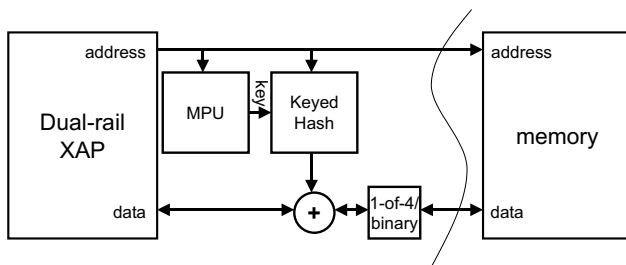 address
address
key
MPU
Keyed
Hash
Dual-rail
XAP
memory
data
+
1-of-4/
binary
data